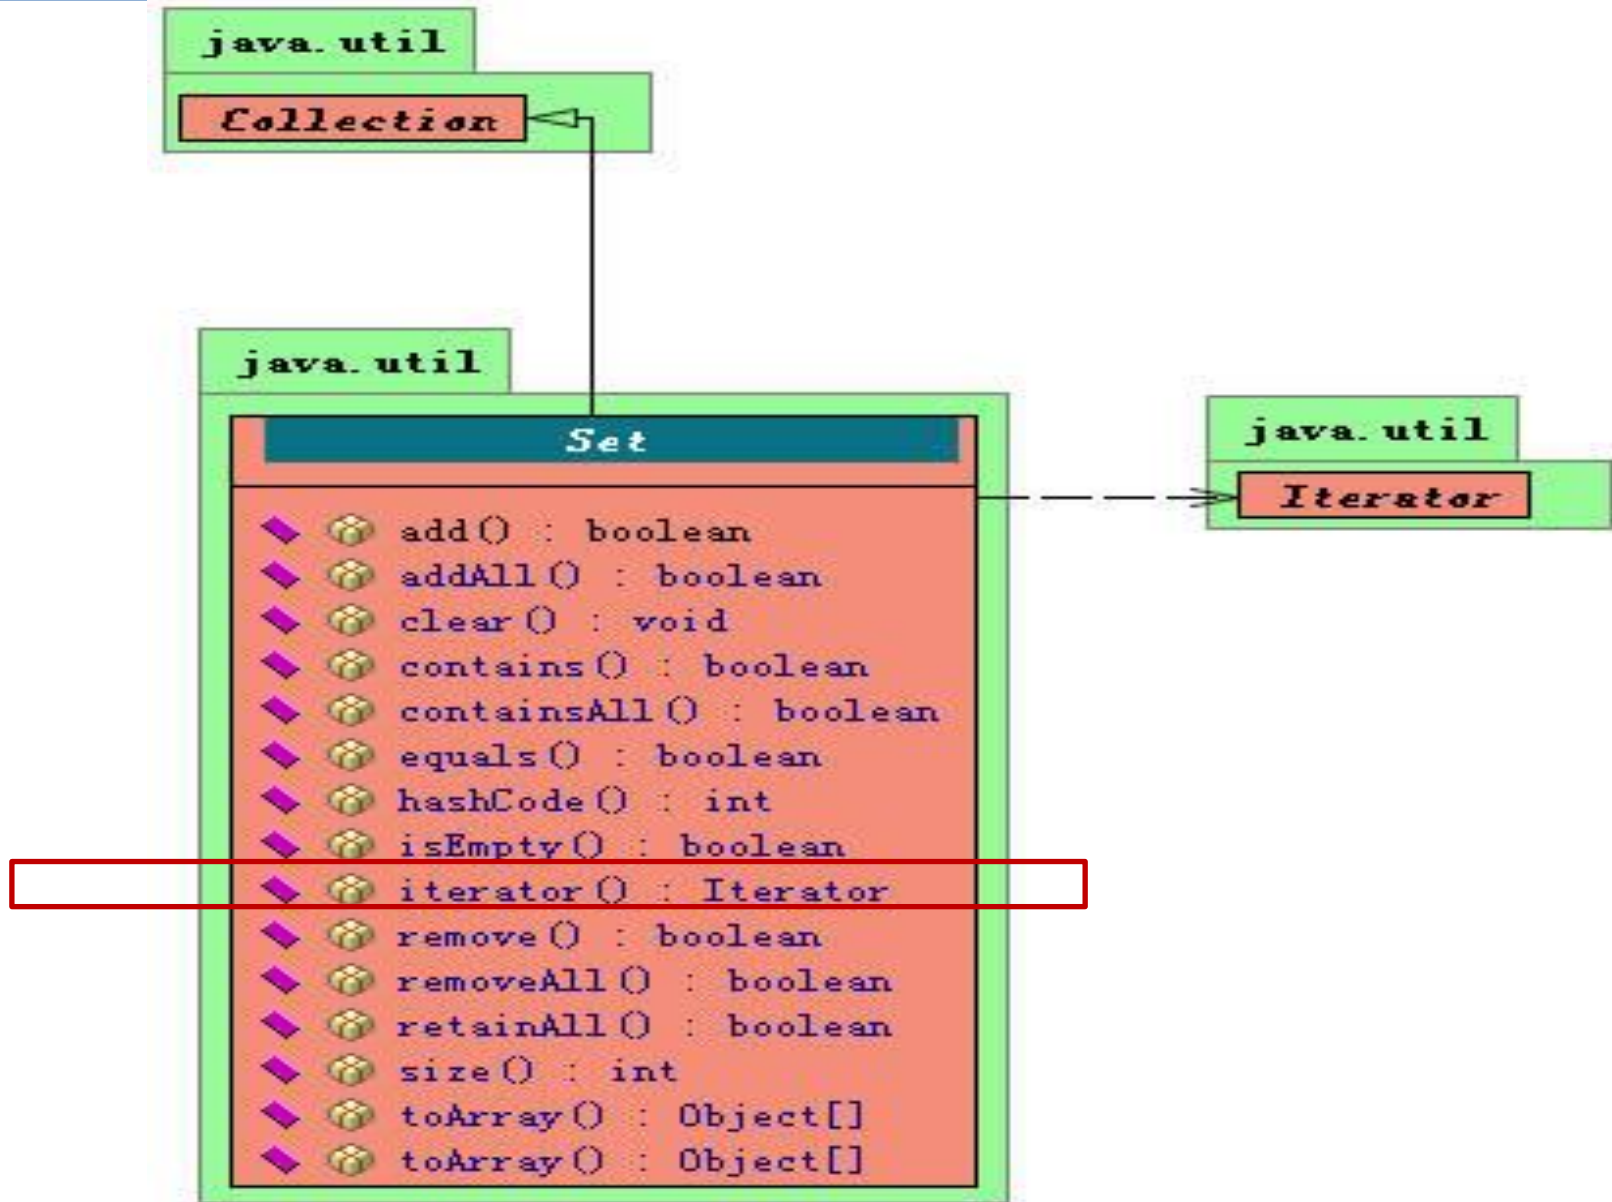 java.util
Collection
java.util
Set
java.util
Iterator
add() : boolean
addAll() : boolean
clear() : void
contains() : boolean
containsAll() : boolean
equals() : boolean
hashCode() : int
isEmpty() : boolean
iterator() : Iterator
remove() : boolean
removeAll() : boolean
retainAll() : boolean
size() : int
toArray() : Object[]
toArray() : Object[]